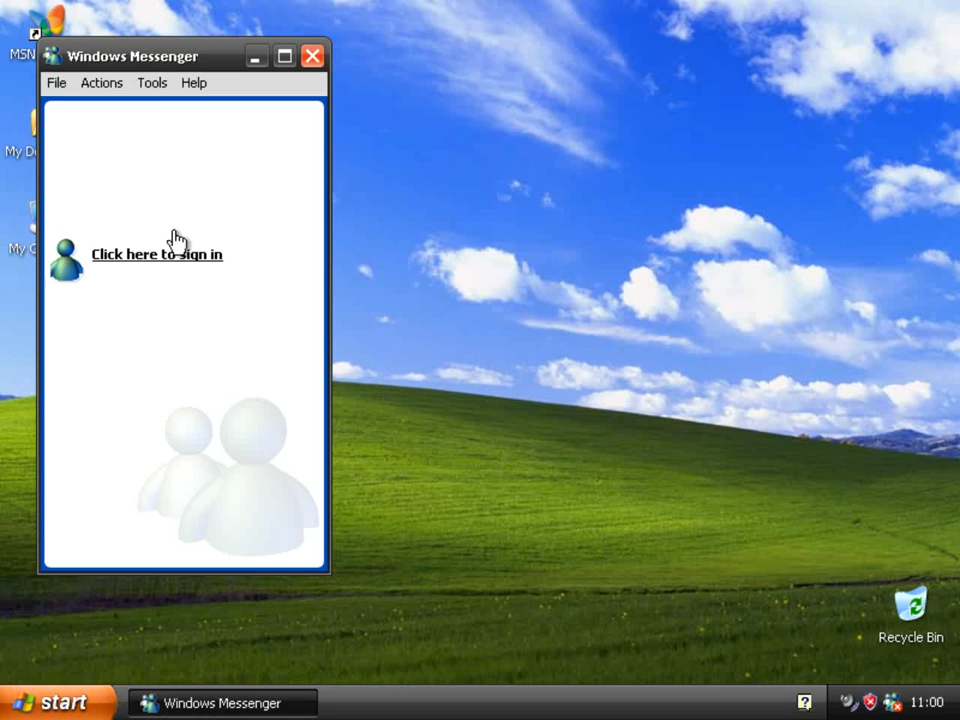 MSN
Windows Messenger
File Actions Tools Help
My
My
Click here to sign in
Recycle Bin
start
Windows Messenger
11:00